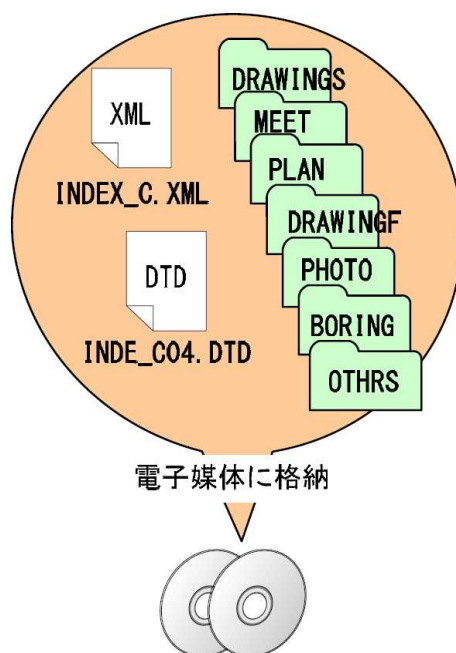 XML
INDEX_C.XML
DTD
INDE_C04.DTD
DRAWINGS
MEET
PLAN
DRAWINGF
PHOTO
BORING
OTHRS
電子媒体に格納